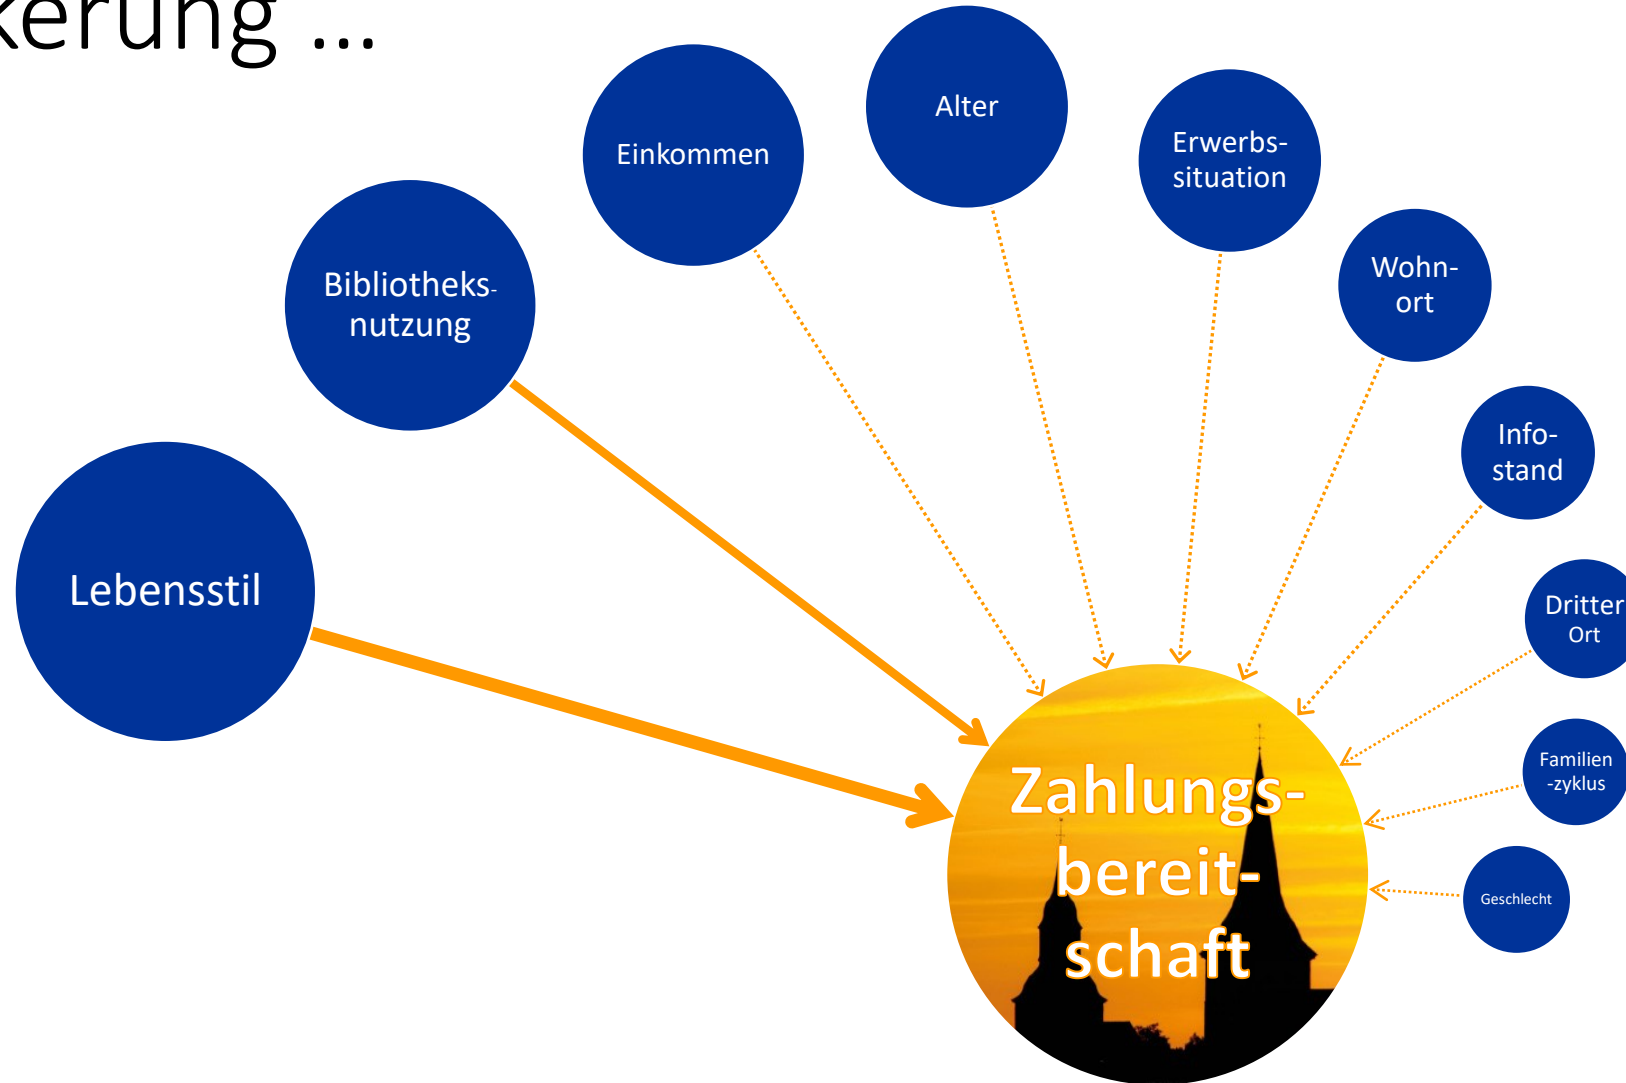 kerung ...
Alter
Einkommen
Erwerbs-
situation
Bibliotheks-
nutzung
Wohn-
ort
Info-
stand
Lebensstil
Dritter
Ort
Familien
-zyklus
Geschlecht
Zahlungs-
bereit-
schaft